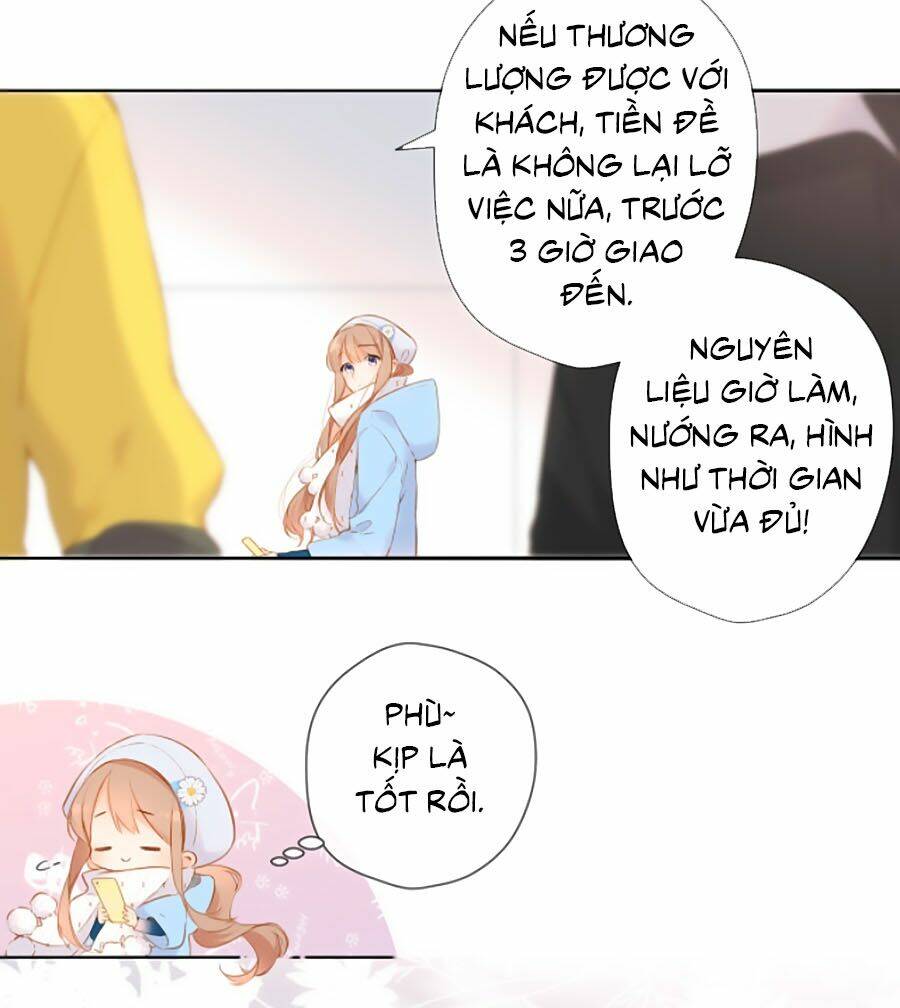 NẾU THƯƠNG
LƯỢNG ĐƯỢC VỚI
KHÁCH, TIỀN ĐỀ
LÀ KHÔNG LẠI LỠ
VIỆC NỮA, TRƯỚC
3 GIỜ GIAO
ĐẾN.
NGUYÊN
LIỆU GIỜ LÀM,
NƯỚNG RA, HÌNH
NHƯ THỜI GIAN
VỪA ĐỦ!
PHÙ~
KỊP LÀ
TỐT RỒI.